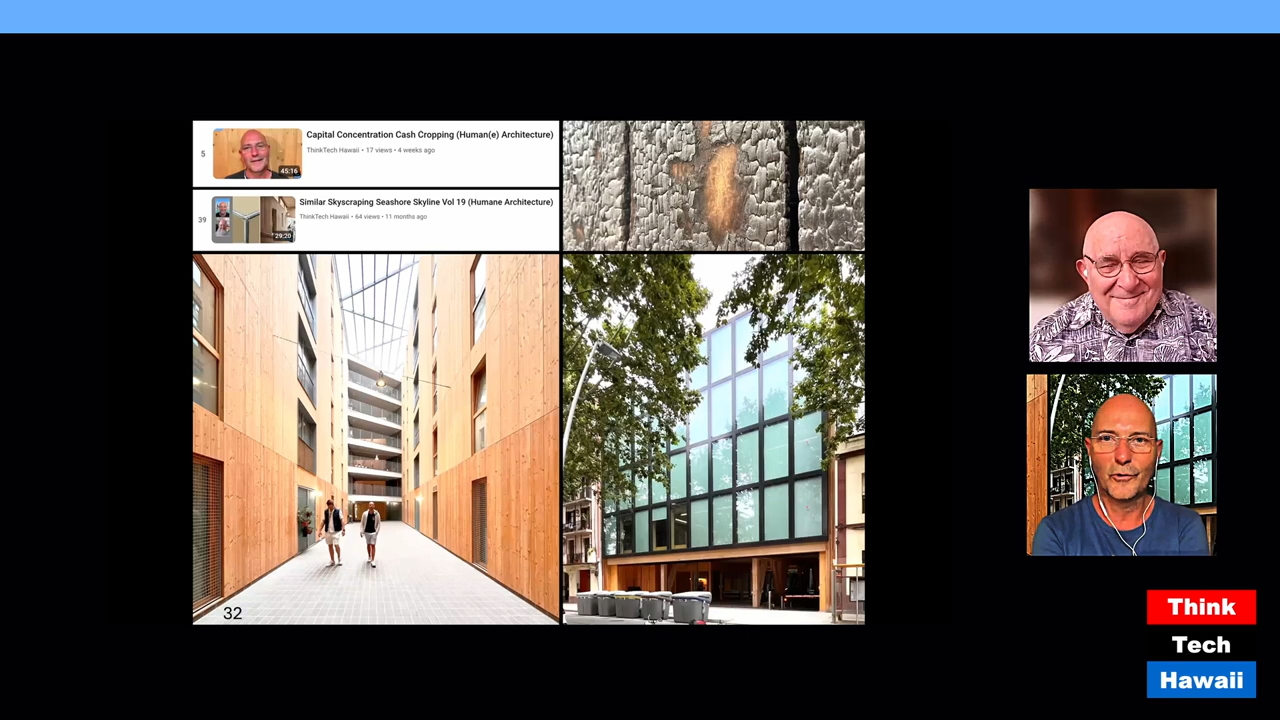 5
Capital Concentration Cash Cropping (Human(e) Architecture)
ThinkTech Hawaii • 17 views • 4 weeks ago
45:16
39
Similar Skyscraping Seashore Skyline Vol 19 (Humane Architecture)
ThinkTech Hawaii • 64 views • 11 months ago
29:20
32
Think
Tech
Hawaii